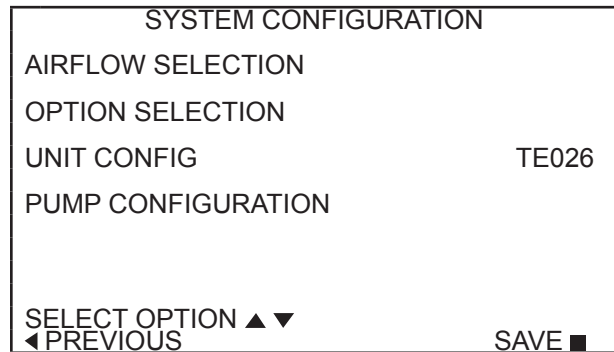 SYSTEM CONFIGURATION
AIRFLOW SELECTION
OPTION SELECTION
UNIT CONFIG TE026
PUMP CONFIGURATION
SELECT OPTION ▲ ▼
◀ PREVIOUS SAVE ■